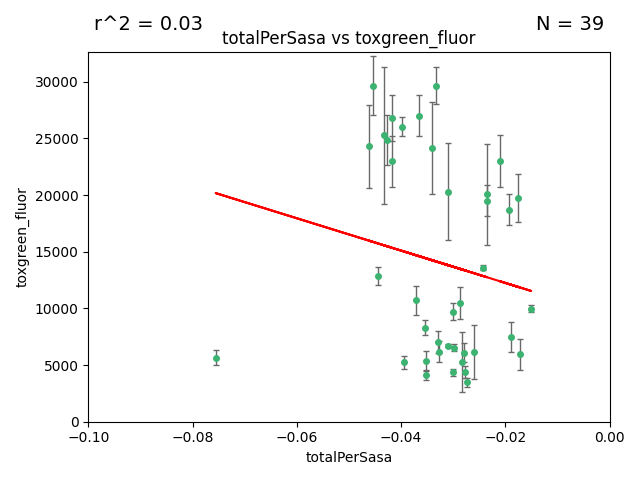 r^2 = 0.03
N = 39
totalPerSasa vs toxgreen_fluor
30000
25000
20000
15000
10000
5000
0
toxgreen_fluor
−0.10
−0.08
−0.06
−0.04
−0.02
0.00
totalPerSasa